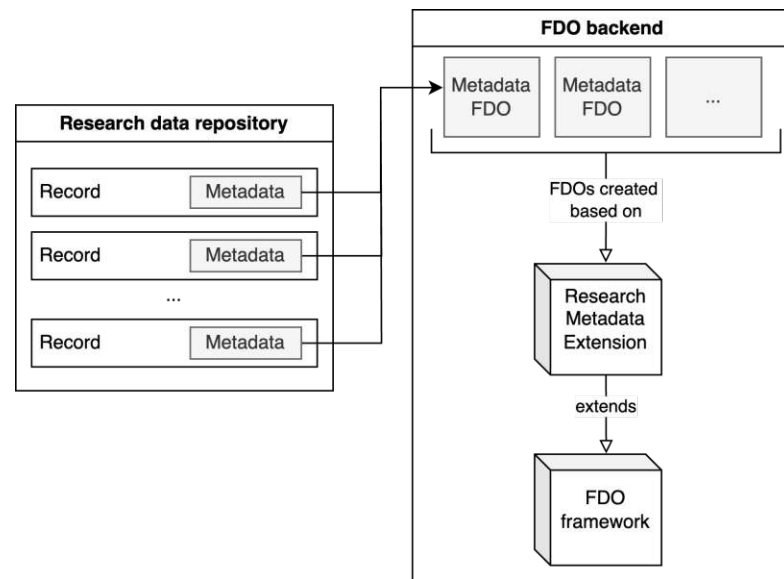 Research data repository
Record
Metadata
Record
Metadata
...
Record
Metadata
FDO backend
Metadata
FDO
Metadata
FDO
...
FDOs created
based on
Research
Metadata
Extension
extends
FDO
framework